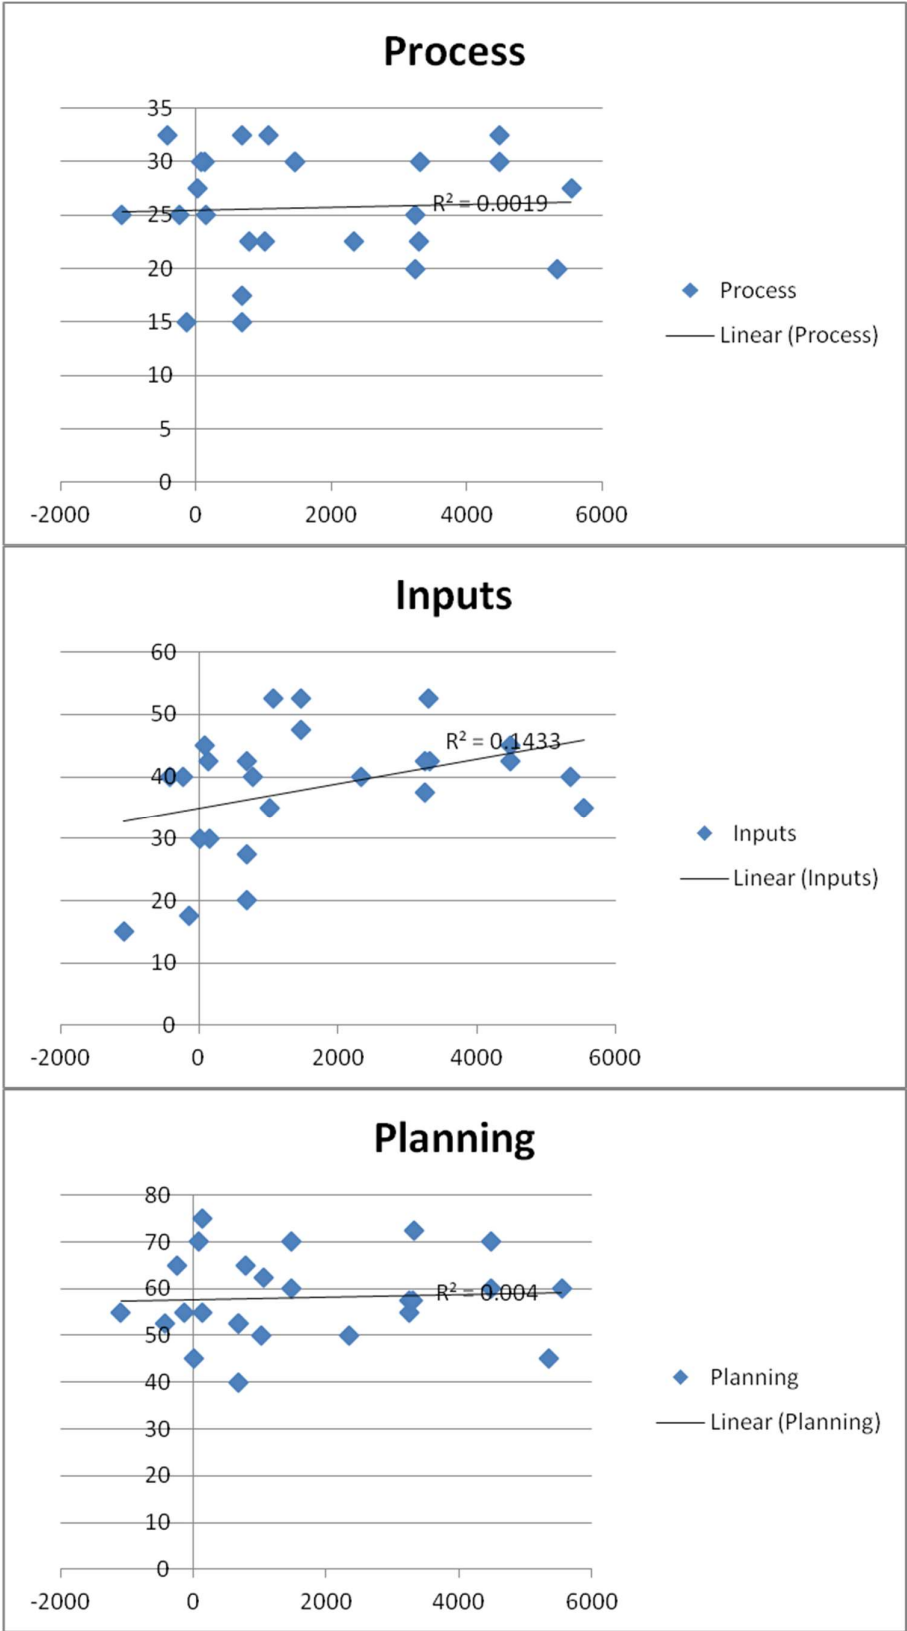 Process
35
30
R² = 0.0019
25
20
Process
15
Linear (Process)
10
5
0
-2000 0 2000 4000 6000
Inputs
60
50
R² = 0.1433
40
30
Inputs
Linear (Inputs)
20
10
0
-2000 0 2000 4000 6000
Planning
80
70
60
R² = 0.004
50
40
Planning
Linear (Planning)
30
20
10
0
-2000 0 2000 4000 6000